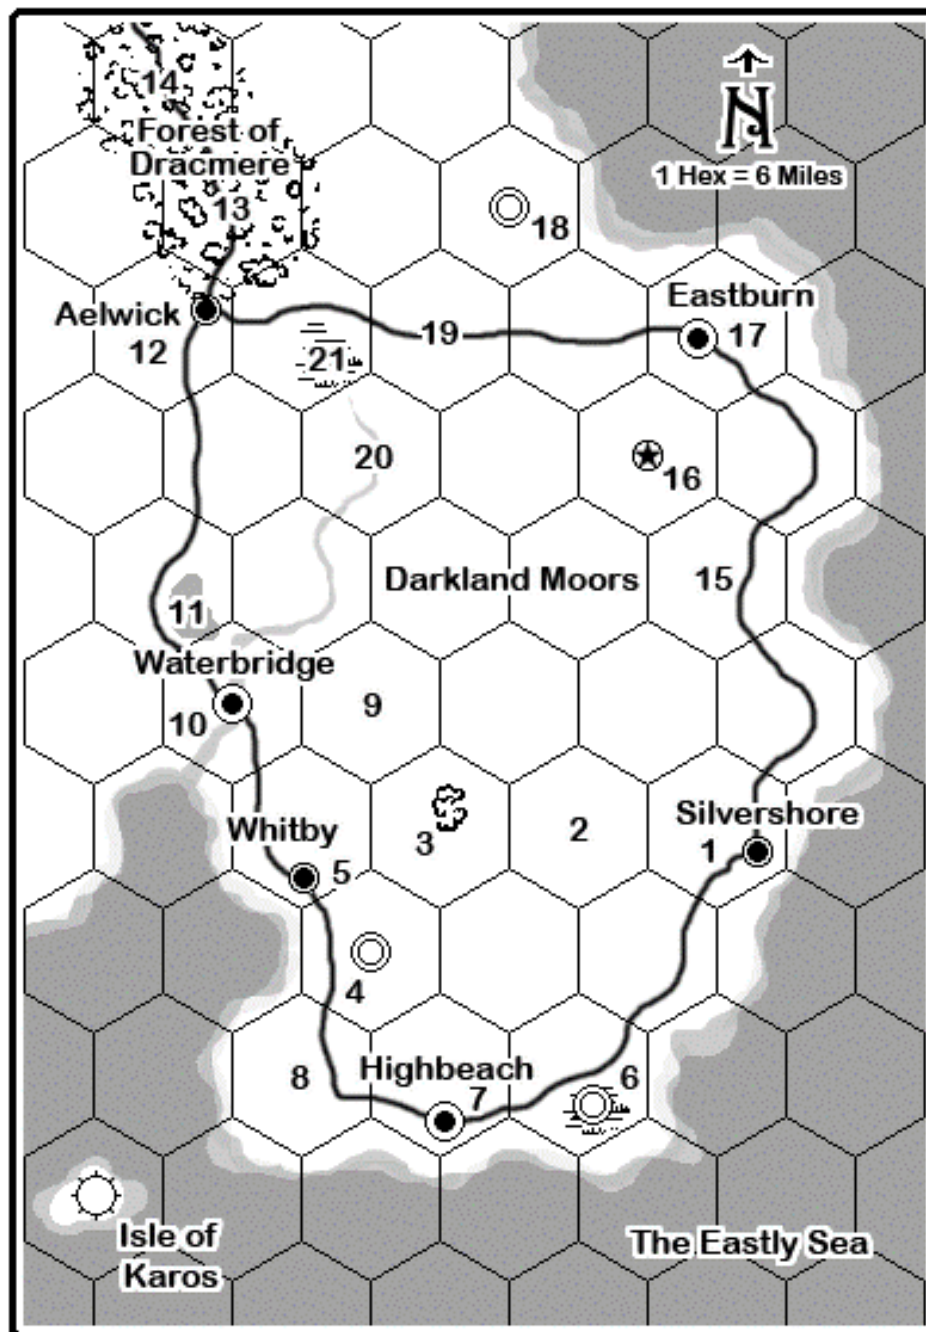 14
Forest of
Dracmere
13
N
1 Hex = 6 Miles
18
Aelwick
12
21
19
Eastburn
17
20
16
11
Darkland Moors
15
Waterbridge
10
9
Whitby
5
3
2
Silvershore
1
4
8
Highbeach
7
6
Isle of
Karos
The Eastly Sea